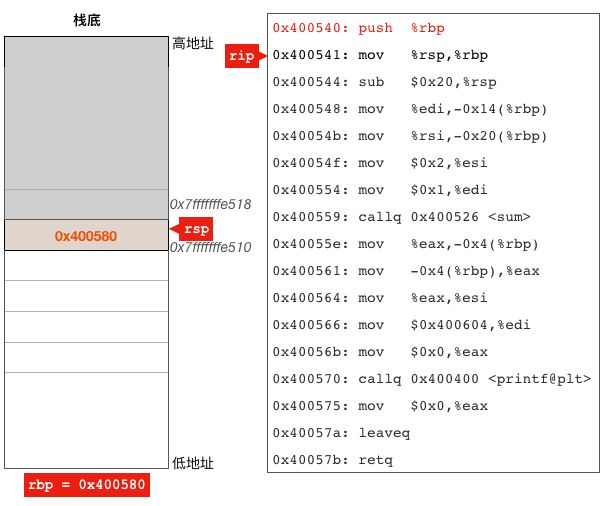 栈底
高地址
0x7fffffffe518
0x400580
rsp
0x7fffffffe510
低地址
rbp = 0x400580
rip
0x400540: push %rbp
0x400541: mov %rsp,%rbp
0x400544: sub $0x20,%rsp
0x400548: mov %edi,-0x14(%rbp)
0x40054b: mov %rsi,-0x20(%rbp)
0x40054f: mov $0x2,%esi
0x400554: mov $0x1,%edi
0x400559: callq 0x400526 <sum>
0x40055e: mov %eax,-0x4(%rbp)
0x400561: mov -0x4(%rbp),%eax
0x400564: mov %eax,%esi
0x400566: mov $0x400604,%edi
0x40056b: mov $0x0,%eax
0x400570: callq 0x400400 <printf@plt>
0x400575: mov $0x0,%eax
0x40057a: leaveq
0x40057b: retq